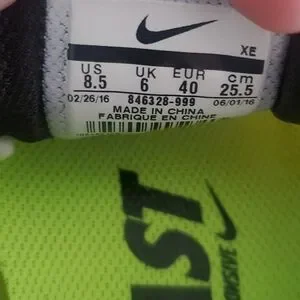 XE
US UK EUR cm
8.5 6 40 25.5
02/26/16 846328-999 06/01/16
MADE IN CHINA
FABRIQUE EN CHINE